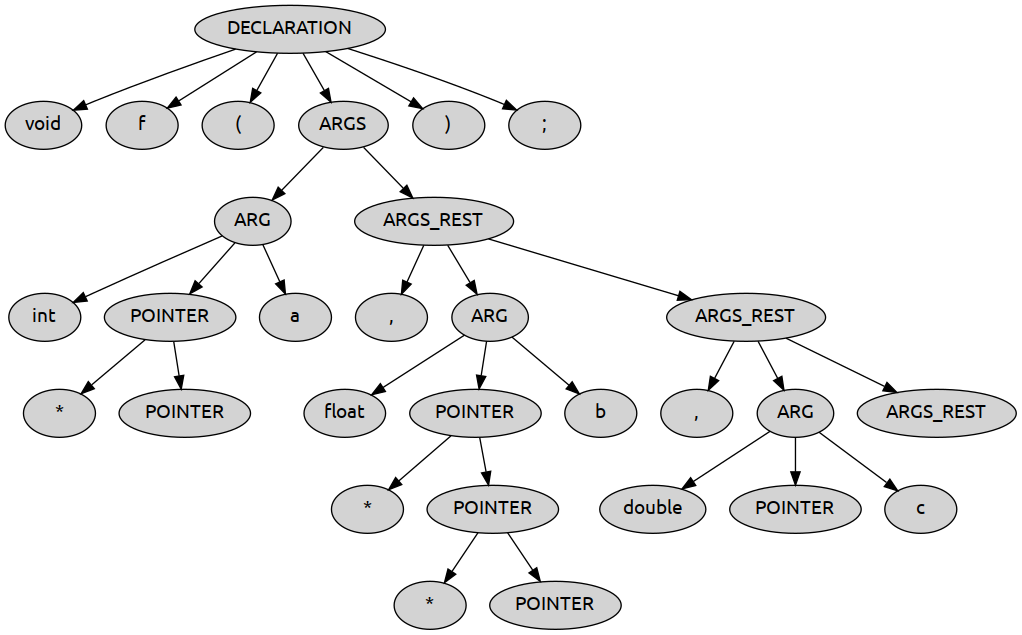 DECLARATION
void f ( ARGS ) ;
ARG ARGS_REST
int POINTER a , ARG ARGS_REST
* POINTER float POINTER b , ARG ARGS_REST
* POINTER double POINTER c
* POINTER